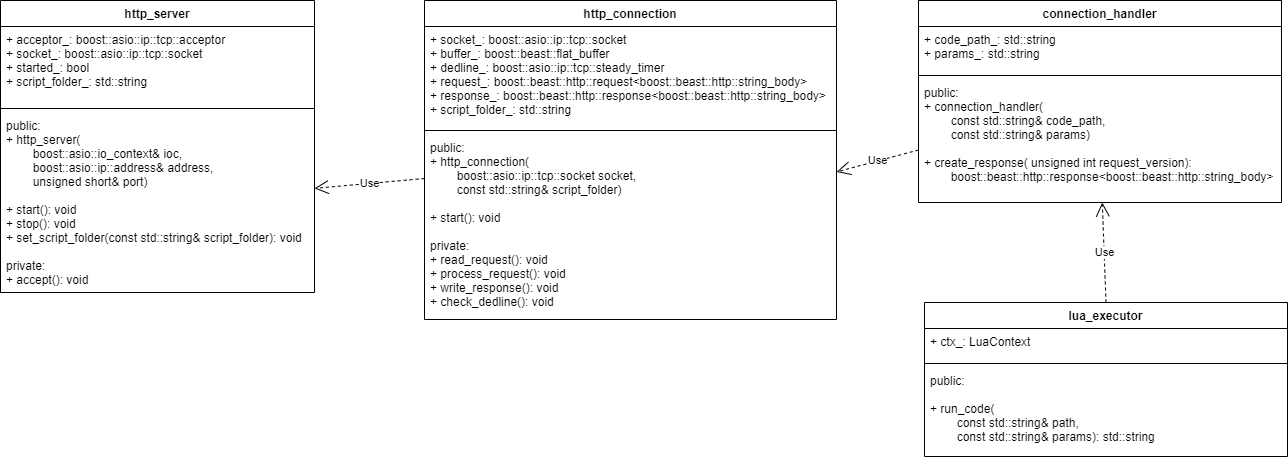 http_server
+ acceptor_: boost::asio::ip::tcp::acceptor
+ socket_: boost::asio::ip::tcp::socket
+ started_: bool
+ script_folder_: std::string
public:
+ http_server(
boost::asio::io_context& ioc,
boost::asio::ip::address& address,
unsigned short& port)
+ start(): void
+ stop(): void
+ set_script_folder(const std::string& script_folder): void
private:
+ accept(): void
Use
http_connection
+ socket_: boost::asio::ip::tcp::socket
+ buffer_: boost::beast::flat_buffer
+ dedline_: boost::asio::ip::tcp::steady_timer
+ request_: boost::beast::http::request<boost::beast::http::string_body>
+ response_: boost::beast::http::response<boost::beast::http::string_body>
+ script_folder_: std::string
public:
+ http_connection(
boost::asio::ip::tcp::socket socket,
const std::string& script_folder)
+ start(): void
private:
+ read_request(): void
+ process_request(): void
+ write_response(): void
+ check_dedline(): void
Use
connection_handler
+ code_path_: std::string
+ params_: std::string
public:
+ connection_handler(
const std::string& code_path,
const std::string& params)
+ create_response( unsigned int request_version):
boost::beast::http::response<boost::beast::http::string_body>
Use
lua_executor
+ ctx_: LuaContext
public:
+ run_code(
const std::string& path,
const std::string& params): std::string